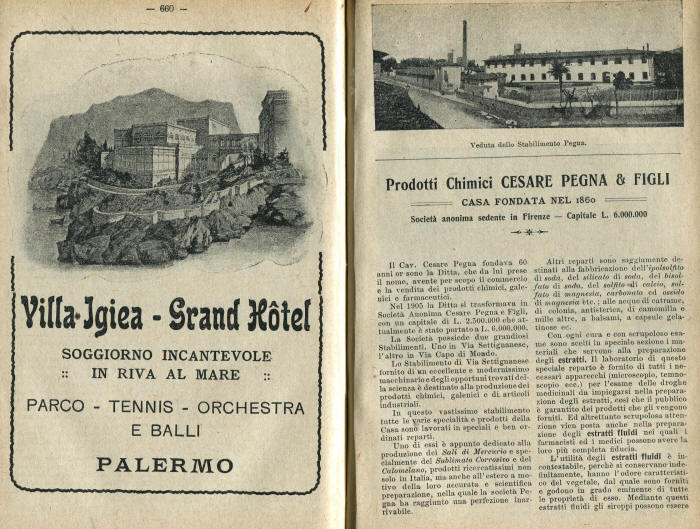 — 660 —
Villa·Igiea - Grand Hôtel
SOGGIORNO INCANTEVOLE
:: IN RIVA AL MARE ::
PARCO - TENNIS - ORCHESTRA
E BALLI
PALERMO
Veduta dello Stabilimento Pegna.
Prodotti Chimici CESARE PEGNA & FIGLI
CASA FONDATA NEL 1860
Società anonima sedente in Firenze — Capitale L. 6.000.000
Il Cav. Cesare Pegna fondava 60
anni or sono la Ditta, che da lui prese
il nome, avente per scopo il commercio
e la vendita dei prodotti chimici, gale-
nici e farmaceutici.
Nel 1905 la Ditta si trasformava in
Società Anonima Cesare Pegna e Figli,
con un capitale di L. 2.500.000 che at-
tualmente è stato portato a L. 6.000.000.
La Società possiede due grandiosi
Stabilimenti. Uno in Via Settignanese,
l'altro in Via Capo di Mondo.
Lo Stabilimento di Via Settignanese
fornito di un eccellente e modernissimo
macchinario e degli opportuni trovati del-
la scienza è destinato alla produzione dei
prodotti chimici, galenici e di articoli
industriali.
In questo vastissimo stabilimento
tutte le varie specialità e prodotti della
Casa sono lavorati in speciali e ben or-
dinati reparti.
Uno di essi è appunto dedicato alla
produzione dei Sali di Mercurio e spe-
cialmente del Sublimato Corrosivo e del
Calomelano, prodotti ricercatissimi non
solo in Italia, ma anche all'estero a mo-
tivo della loro accurata e scientifica
preparazione, nella quale la società Pe-
gna ha raggiunto una perfezione inar-
rivabile.
Altri reparti sono saggiamente de-
stinati alla fabbricazione dell'iposolfito
di soda, del silicato di soda, del bisol-
fato di soda, del solfito di calcio, sol-
fato di magnesia, carbonato ed ossido
di magnesia etc.; alle acque di catrame,
di colonia, antisterica, di camomilla e
mille altre, a balsami, a capsule gela-
tinose ec.
Con ogni cura e con scrupoloso esa-
me sono scelti in speciale sezione i ma-
teriali che servono alla preparazione
degli estratti. Il laboratorio di questo
speciale reparto è fornito di tutti i ne-
cessari apparecchi (microscopio, temno-
scopio ecc.) per l'esame delle droghe
medicinali da impiegarsi nella prepara-
zione degli estratti, così che il pubblico
è garantito dei prodotti che gli vengono
forniti. Ed altrettanto scrupolosa atten-
zione vien posta anche nella prepara-
zione degli estratti fluidi nei quali i
farmacisti ed i medici possono avere la
loro più completa fiducia.
L'utilità degli estratti fluidi è in-
contestabile, perchè si conservano inde-
finitamente, hanno l'odore caratteristi-
co del vegetale, dal quale sono forniti
e godono in grado eminente di tutte
le proprietà di esso. Mediante questi
estratti fluidi gli siroppi possono essere